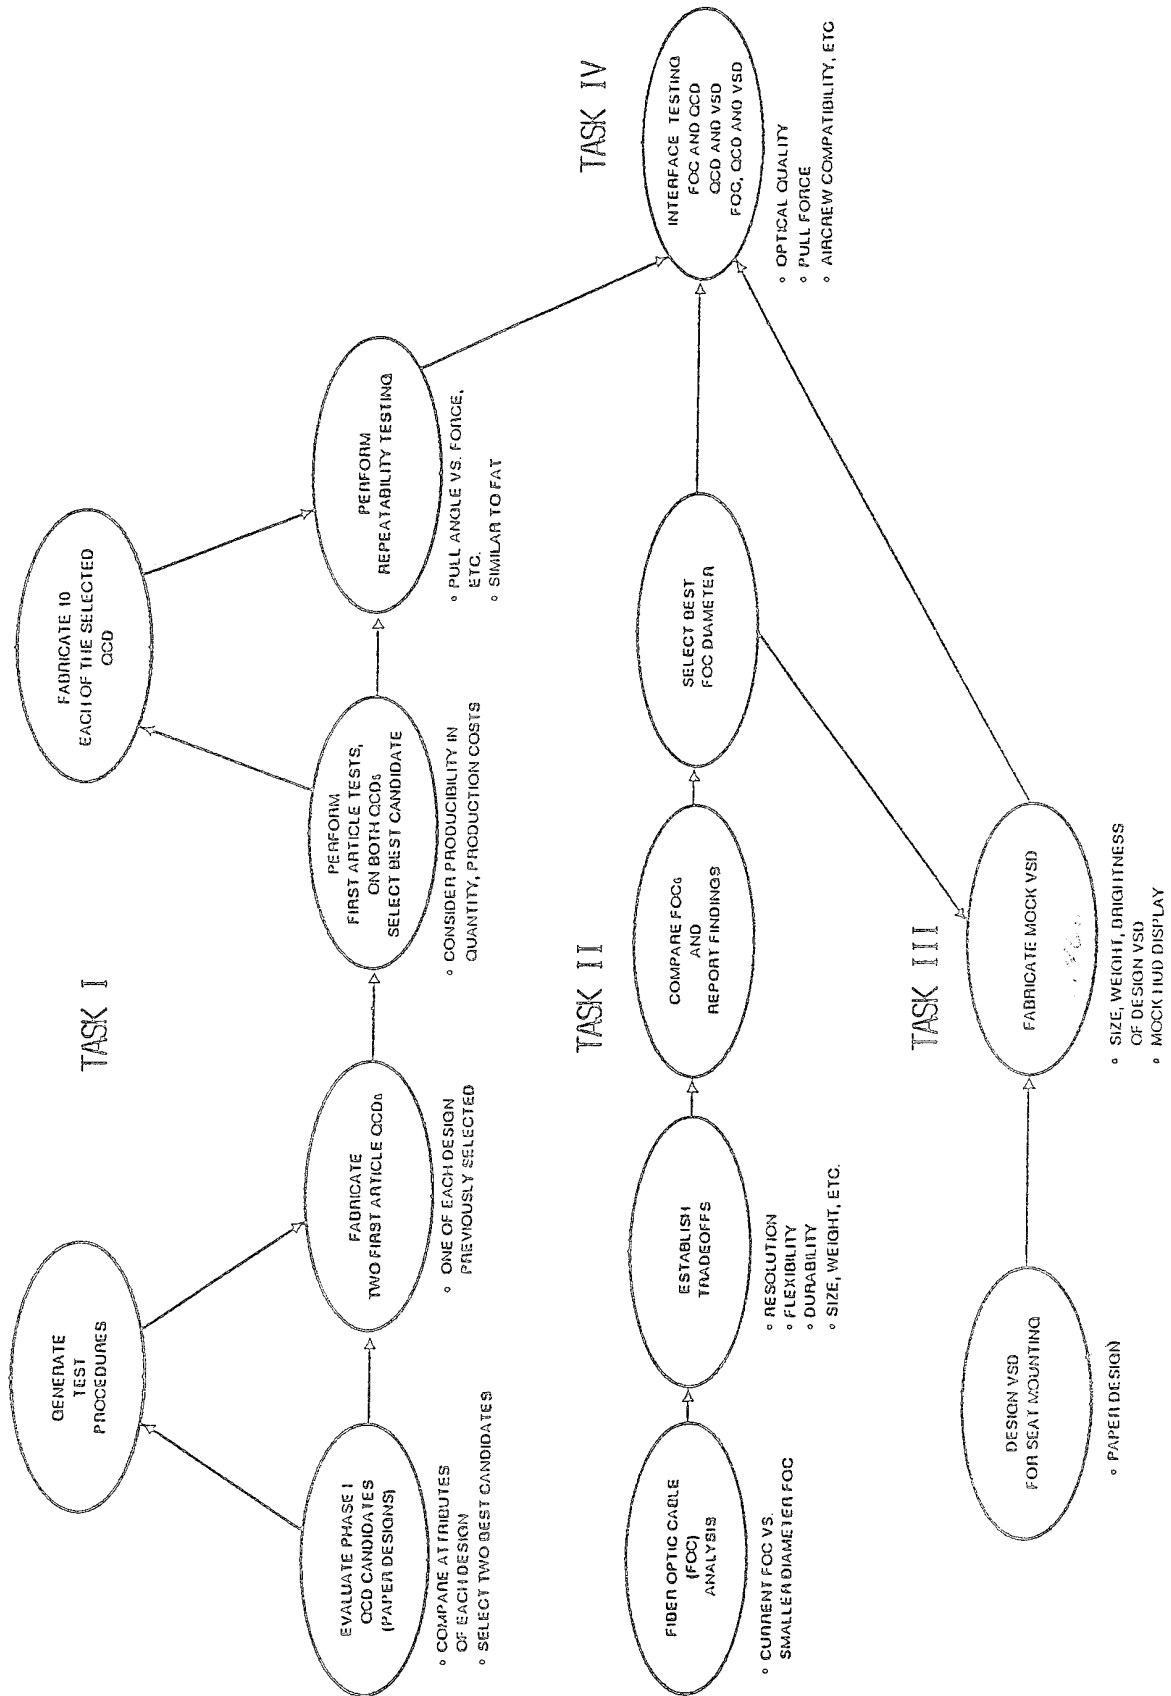 TASK I
GENERATE
TEST
PROCEDURES
FABRICATE 10
EACH OF THE SELECTED
QCD
EVALUATE PHASE I
QCD CANDIDATES
(PAPER DESIGNS)
° COMPARE ATTRIBUTES
OF EACH DESIGN
° SELECT TWO BEST CANDIDATES
FABRICATE
TWO FIRST ARTICLE QCDs
° ONE OF EACH DESIGN
PREVIOUSLY SELECTED
PERFORM
FIRST ARTICLE TESTS,
ON BOTH QCDs
SELECT BEST CANDIDATE
° CONSIDER PRODUCIBILITY IN
QUANTITY, PRODUCTION COSTS
PERFORM
REPEATABILITY TESTING
° PULL ANGLE VS. FORCE,
ETC.
° SIMILAR TO FAT
TASK II
FIBER OPTIC CABLE
(FOC)
ANALYSIS
° CURRENT FOC VS.
SMALLER DIAMETER FOC
ESTABLISH
TRADEOFFS
° RESOLUTION
° FLEXIBILITY
° DURABILITY
° SIZE, WEIGHT, ETC.
COMPARE FOCs
AND
REPORT FINDINGS
SELECT BEST
FOC DIAMETER
TASK IV
INTERFACE TESTING
FOC AND QCD
QCD AND VSD
FOC, QCD AND VSD
° OPTICAL QUALITY
° PULL FORCE
° AIRCREW COMPATIBILITY, ETC
TASK III
DESIGN VSD
FOR SEAT MOUNTING
° PAPER DESIGN
FABRICATE MOCK VSD
° SIZE, WEIGHT, BRIGHTNESS
OF DESIGN VSD
° MOCK HUD DISPLAY